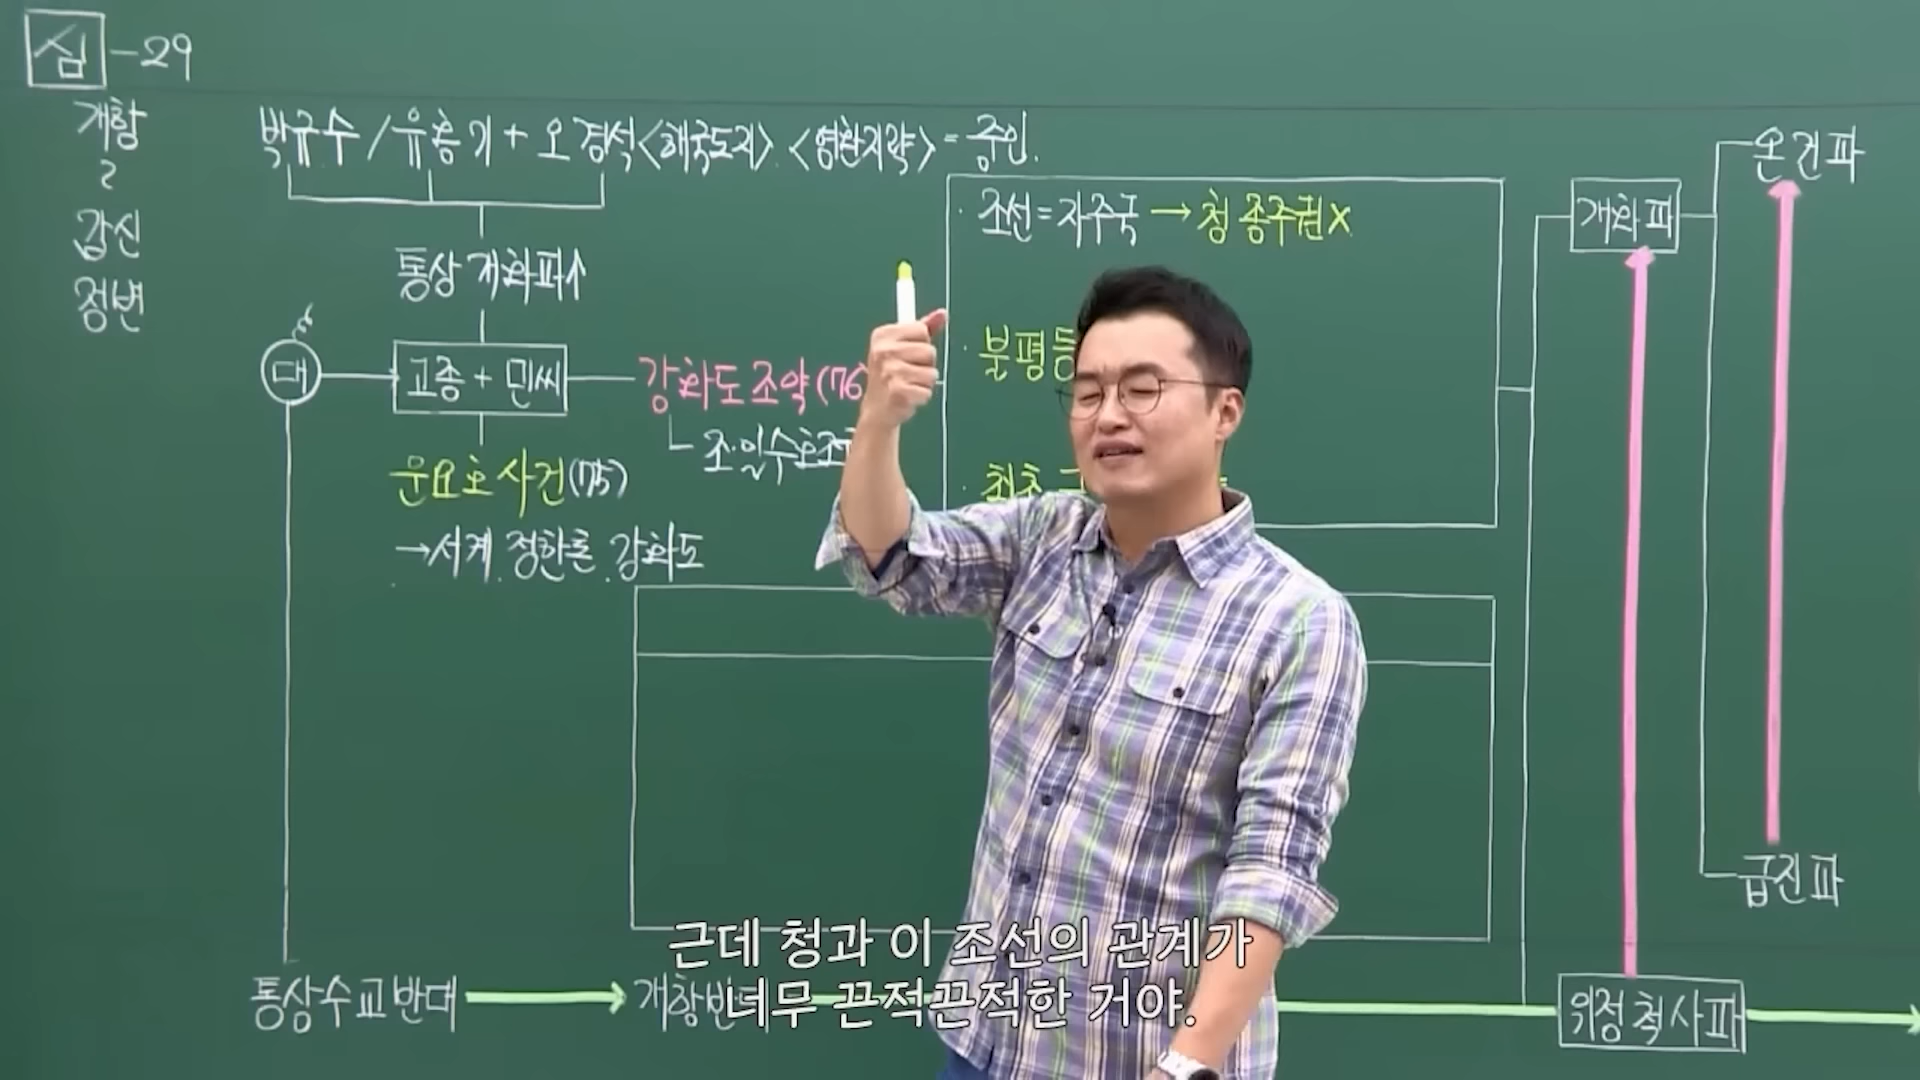 심 -29
개항
~
갑신
정변
박규수 / 유홍기 + 오경석 <해국도지>. <영환지략> = 중인.
통상 개화파↑
대
고종 + 민씨
강화도 조약(76)
조·일수호조
운요호 사건(75)
→서계. 정한론. 강화도
· 조선 = 자주국 → 청 종주권X
· 불평등
· 최초
개화파
온건파
급진파
위정척사파
통상수교반대
개항반대
근데 청과 이 조선의 관계가
너무 끈적끈적한 거야.